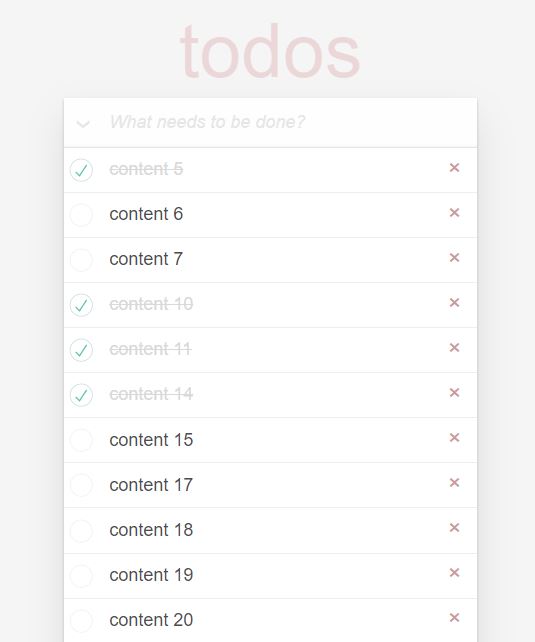 todos
What needs to be done?
content 5
content 6
content 7
content 10
content 11
content 14
content 15
content 17
content 18
content 19
content 20